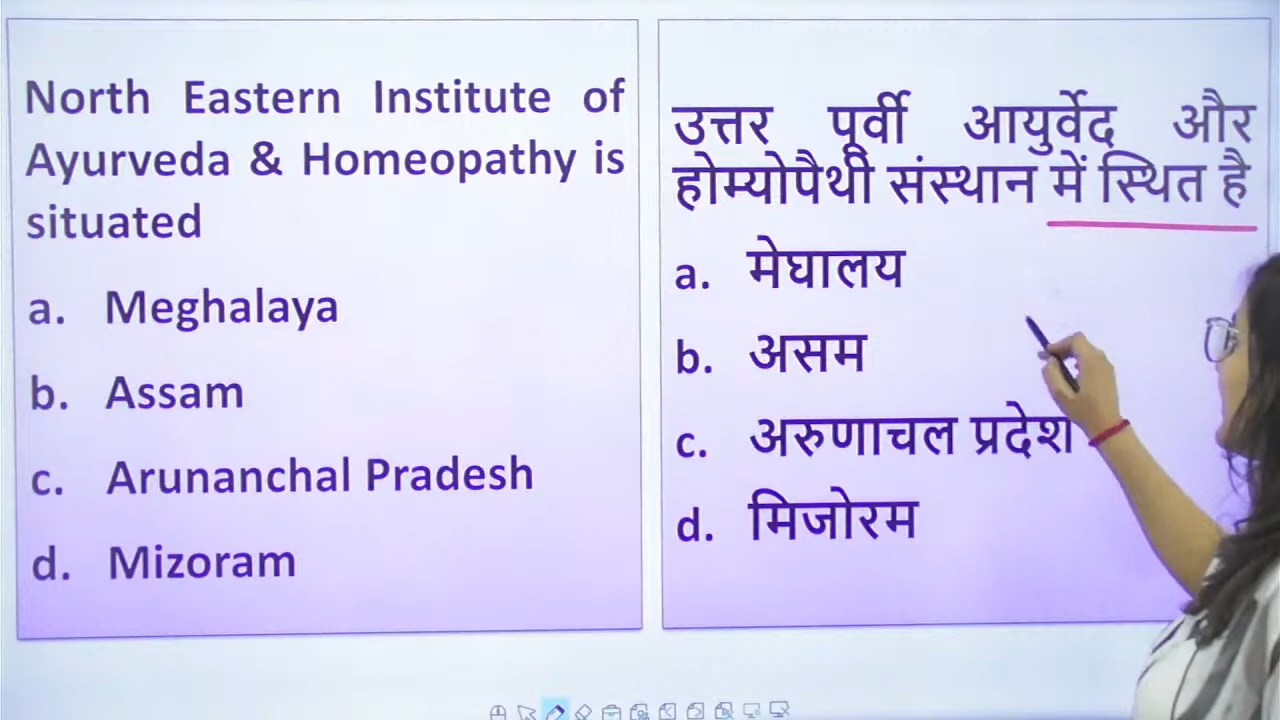 North Eastern Institute of
Ayurveda & Homeopathy is
situated
a. Meghalaya
b. Assam
c. Arunanchal Pradesh
d. Mizoram
उत्तर पूर्वी आयुर्वेद और
होम्योपैथी संस्थान में स्थित है
a. मेघालय
b. असम
c. अरुणाचल प्रदेश
d. मिजोरम